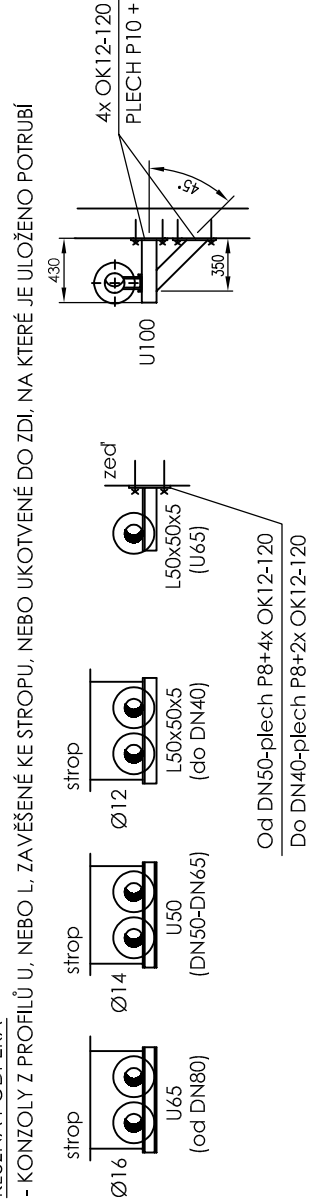 - KONZOLY Z PROFILŮ U, NEBO L, ZAVĚŠENÉ KE STROPU, NEBO UKOTVENÉ DO ZDI, NA KTERÉ JE ULOŽENO POTRUBÍ
strop
Ø16
U65
(od DN80)
strop
Ø14
U50
(DN50-DN65)
strop
Ø12
L50x50x5
(do DN40)
zeď
L50x50x5
(U65)
Od DN50-plech P8+4x OK12-120
Do DN40-plech P8+2x OK12-120
430
U100
350
45°
4x OK12-120
PLECH P10 +